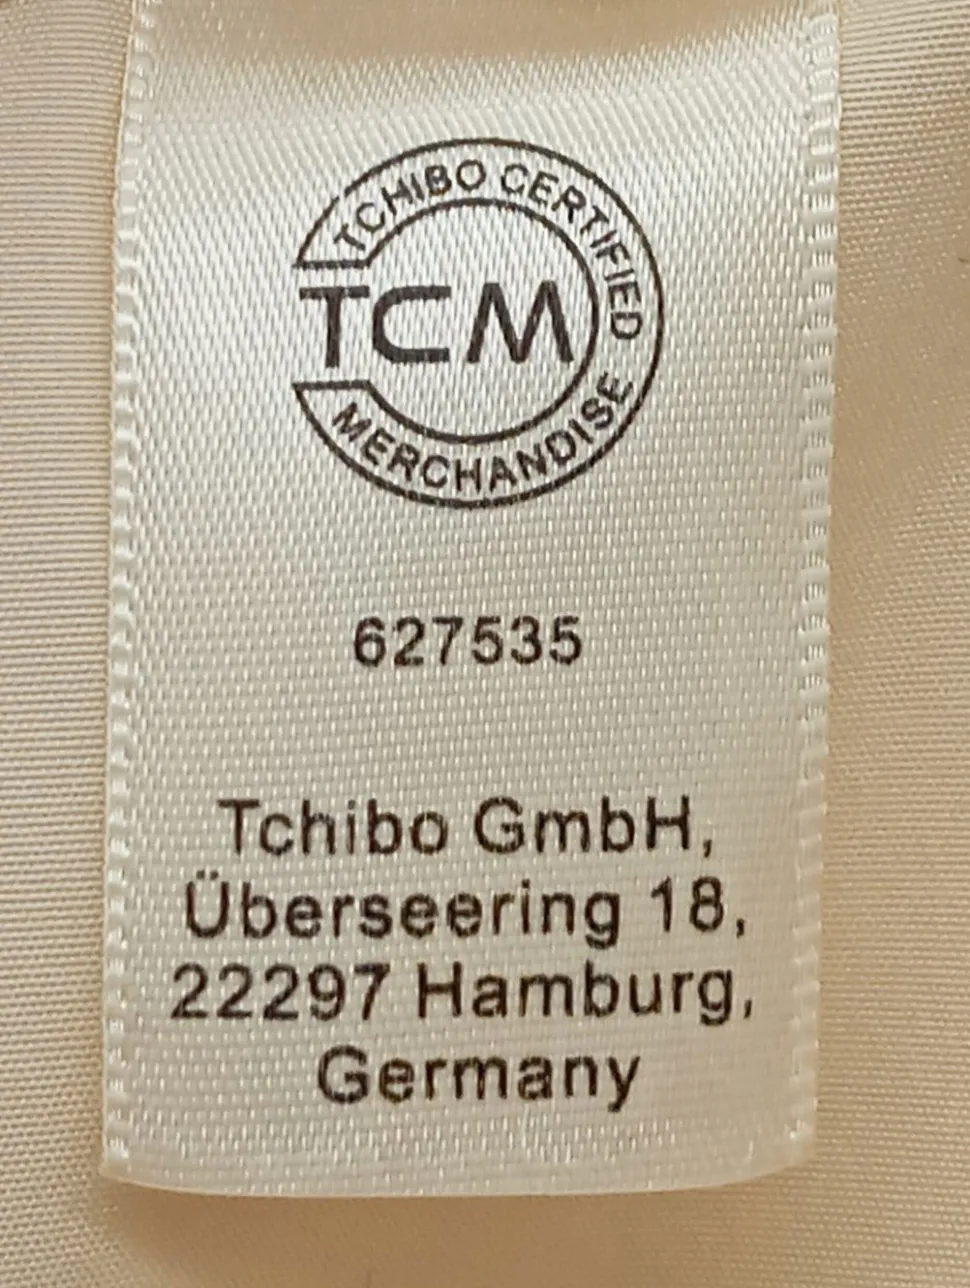 TCHIBO CERTIFIED
TCM
MERCHANDISE
627535
Tchibo GmbH,
Überseering 18,
22297 Hamburg,
Germany